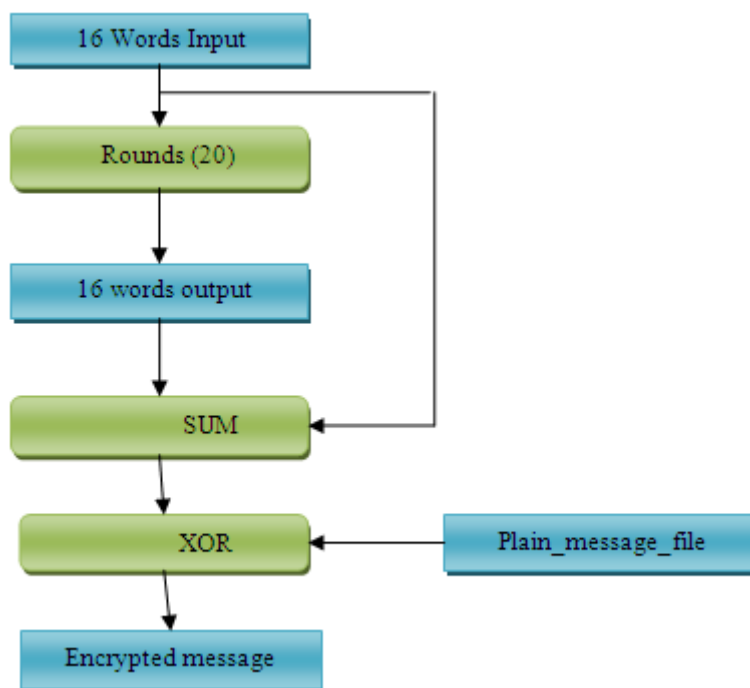 16 Words Input
Rounds (20)
16 words output
SUM
XOR
Plain_message_file
Encrypted message